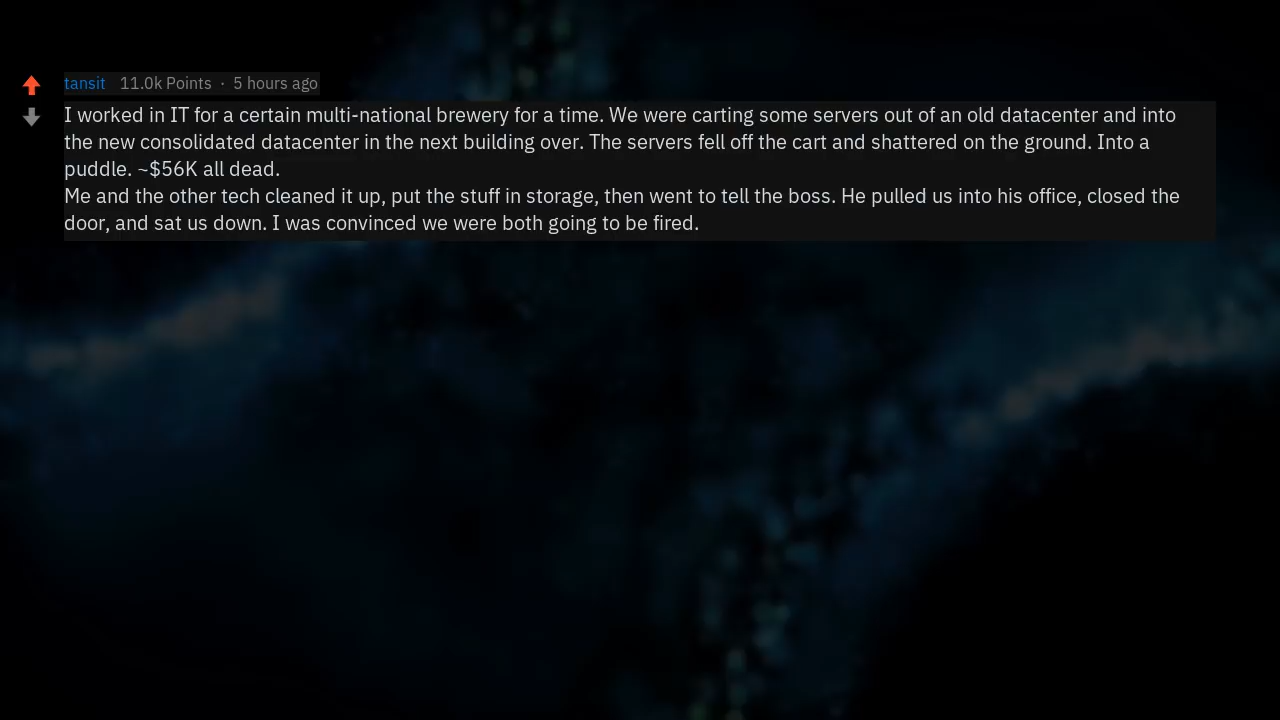 tansit 11.0k Points · 5 hours ago
I worked in IT for a certain multi-national brewery for a time. We were carting some servers out of an old datacenter and into
the new consolidated datacenter in the next building over. The servers fell off the cart and shattered on the ground. Into a
puddle. ~$56K all dead.
Me and the other tech cleaned it up, put the stuff in storage, then went to tell the boss. He pulled us into his office, closed the
door, and sat us down. I was convinced we were both going to be fired.